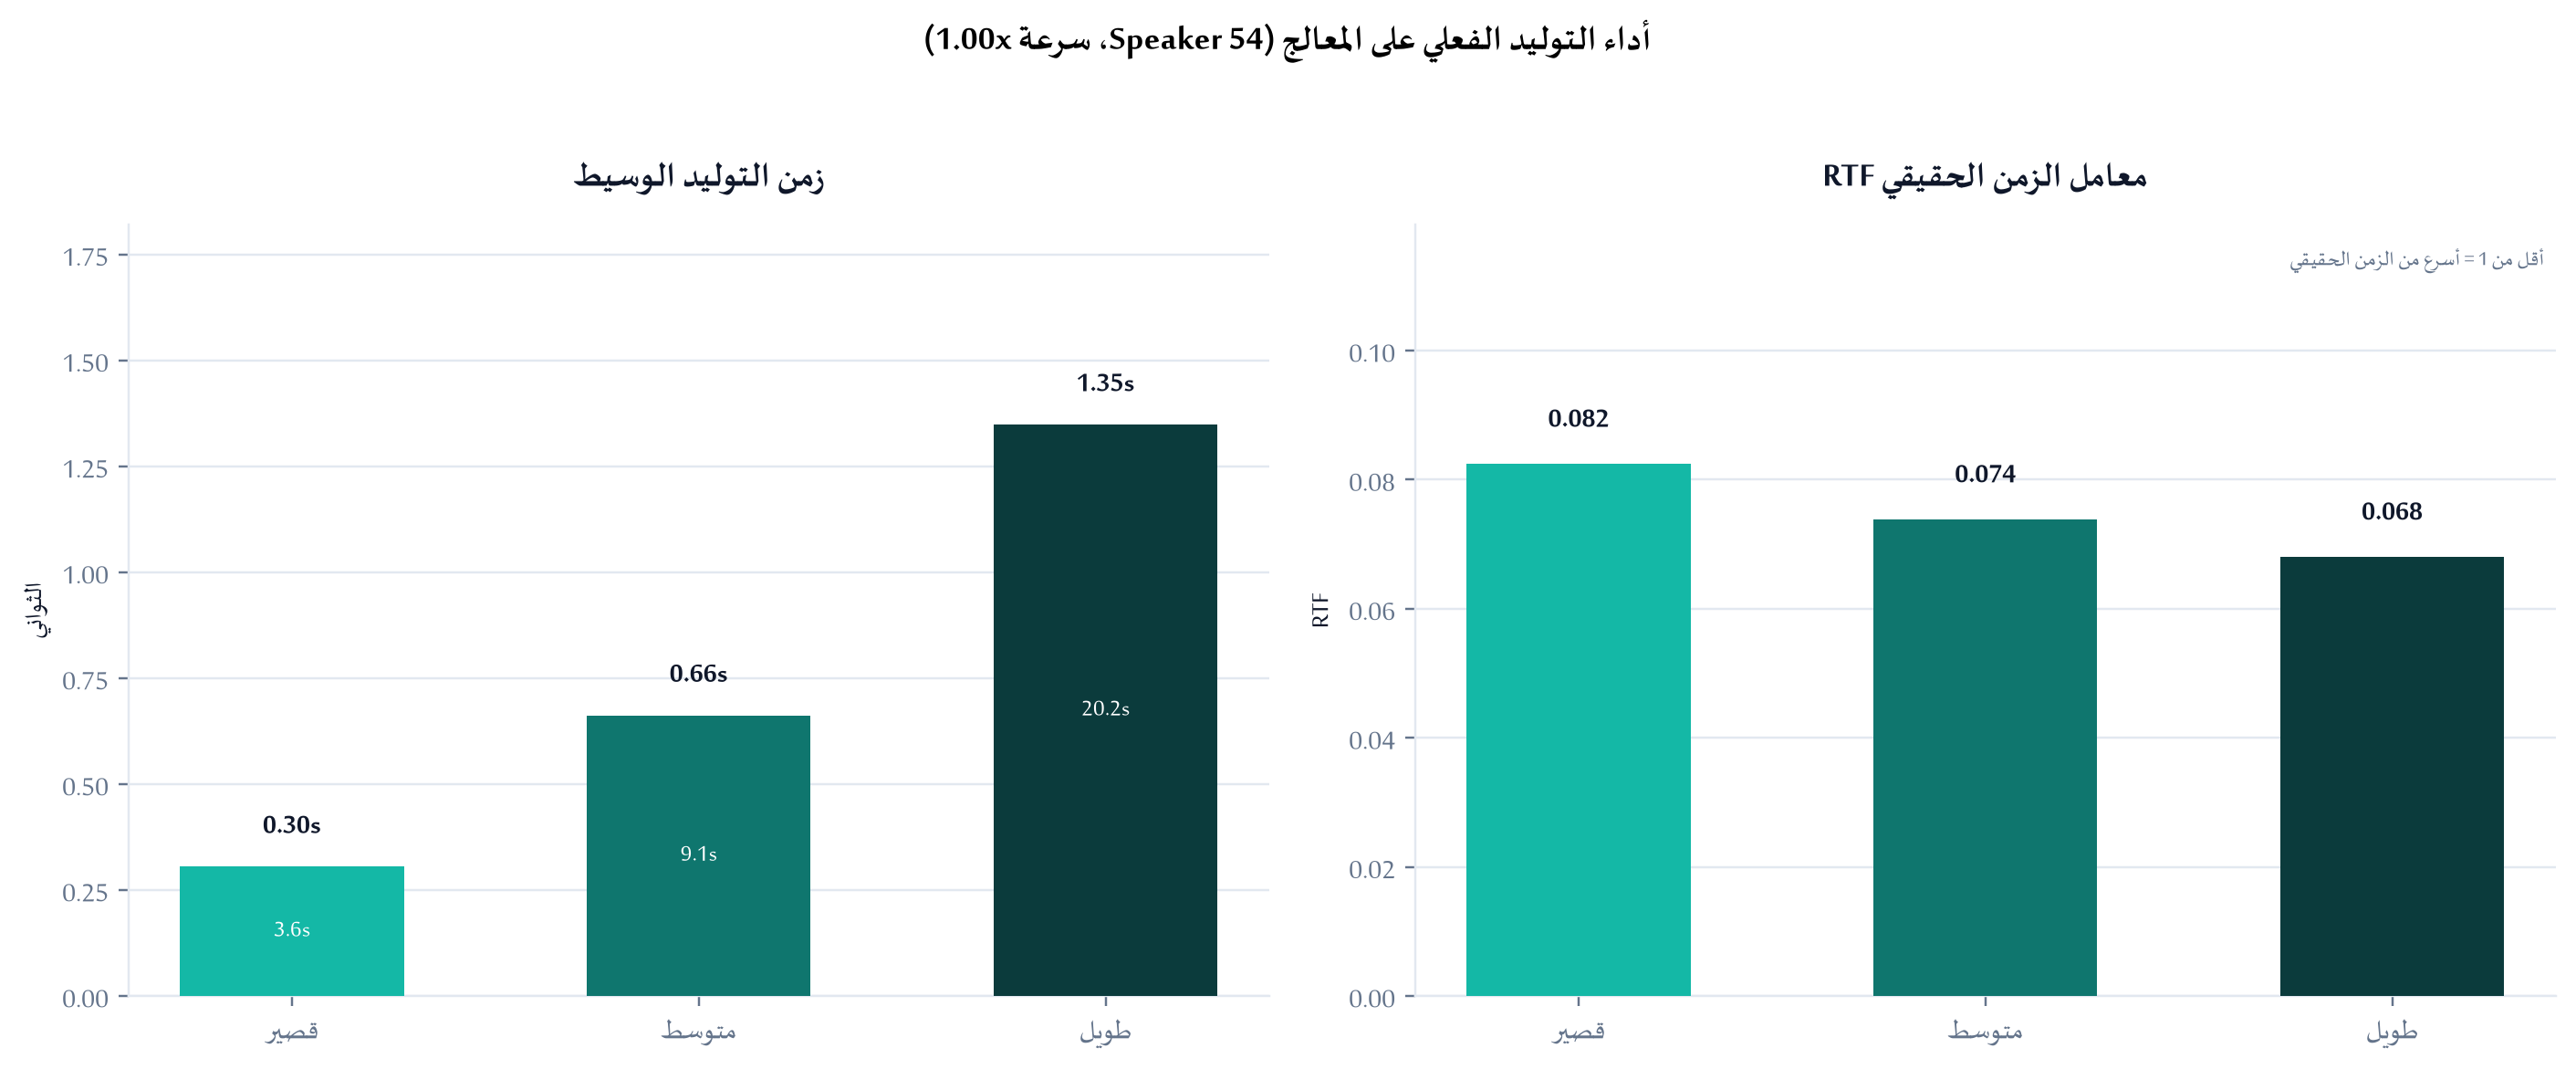 أداء التوليد الفعلي على المعالج (Speaker 54، سرعة 1.00x)
زمن التوليد الوسيط
1.75
1.50
1.25
1.00
0.75
0.50
0.25
0.00
الثواني
0.30s
3.6s
0.66s
9.1s
1.35s
20.2s
قصير
متوسط
طويل
معامل الزمن الحقيقي RTF
أقل من 1 = أسرع من الزمن الحقيقي
0.10
0.08
0.06
0.04
0.02
0.00
RTF
0.082
0.074
0.068
قصير
متوسط
طويل